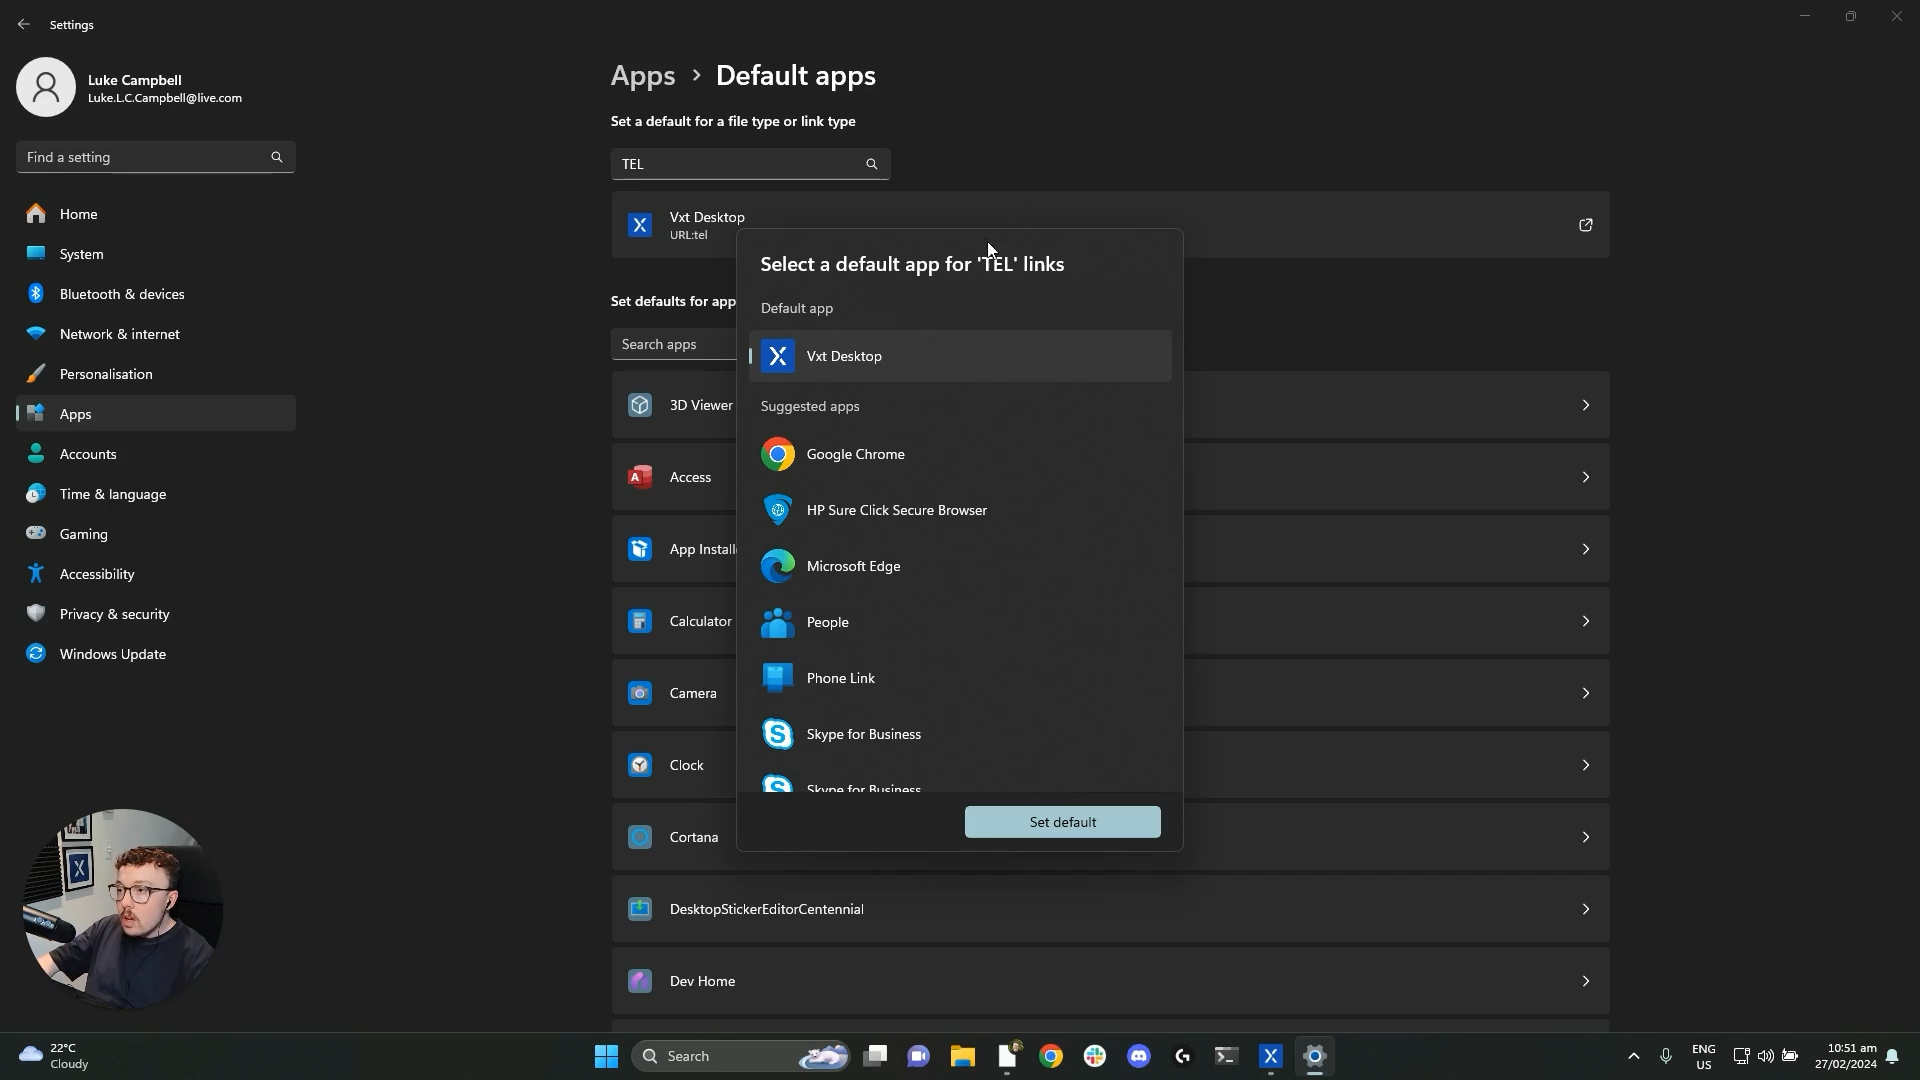 Settings
Luke Campbell
Luke.L.C.Campbell@live.com
Find a setting
Home
System
Bluetooth & devices
Network & internet
Personalisation
Apps
Accounts
Time & language
Gaming
Accessibility
Privacy & security
Windows Update
Apps > Default apps
Set a default for a file type or link type
TEL
Vxt Desktop
URL:tel
Set defaults for app
Search apps
3D Viewer
Access
App Install
Calculator
Camera
Clock
Cortana
DesktopStickerEditorCentennial
Dev Home
Select a default app for 'TEL' links
Default app
Vxt Desktop
Suggested apps
Google Chrome
HP Sure Click Secure Browser
Microsoft Edge
People
Phone Link
Skype for Business
Skype for Business
Set default
22°C
Cloudy
Search
ENG
US
10:51 am
27/02/2024